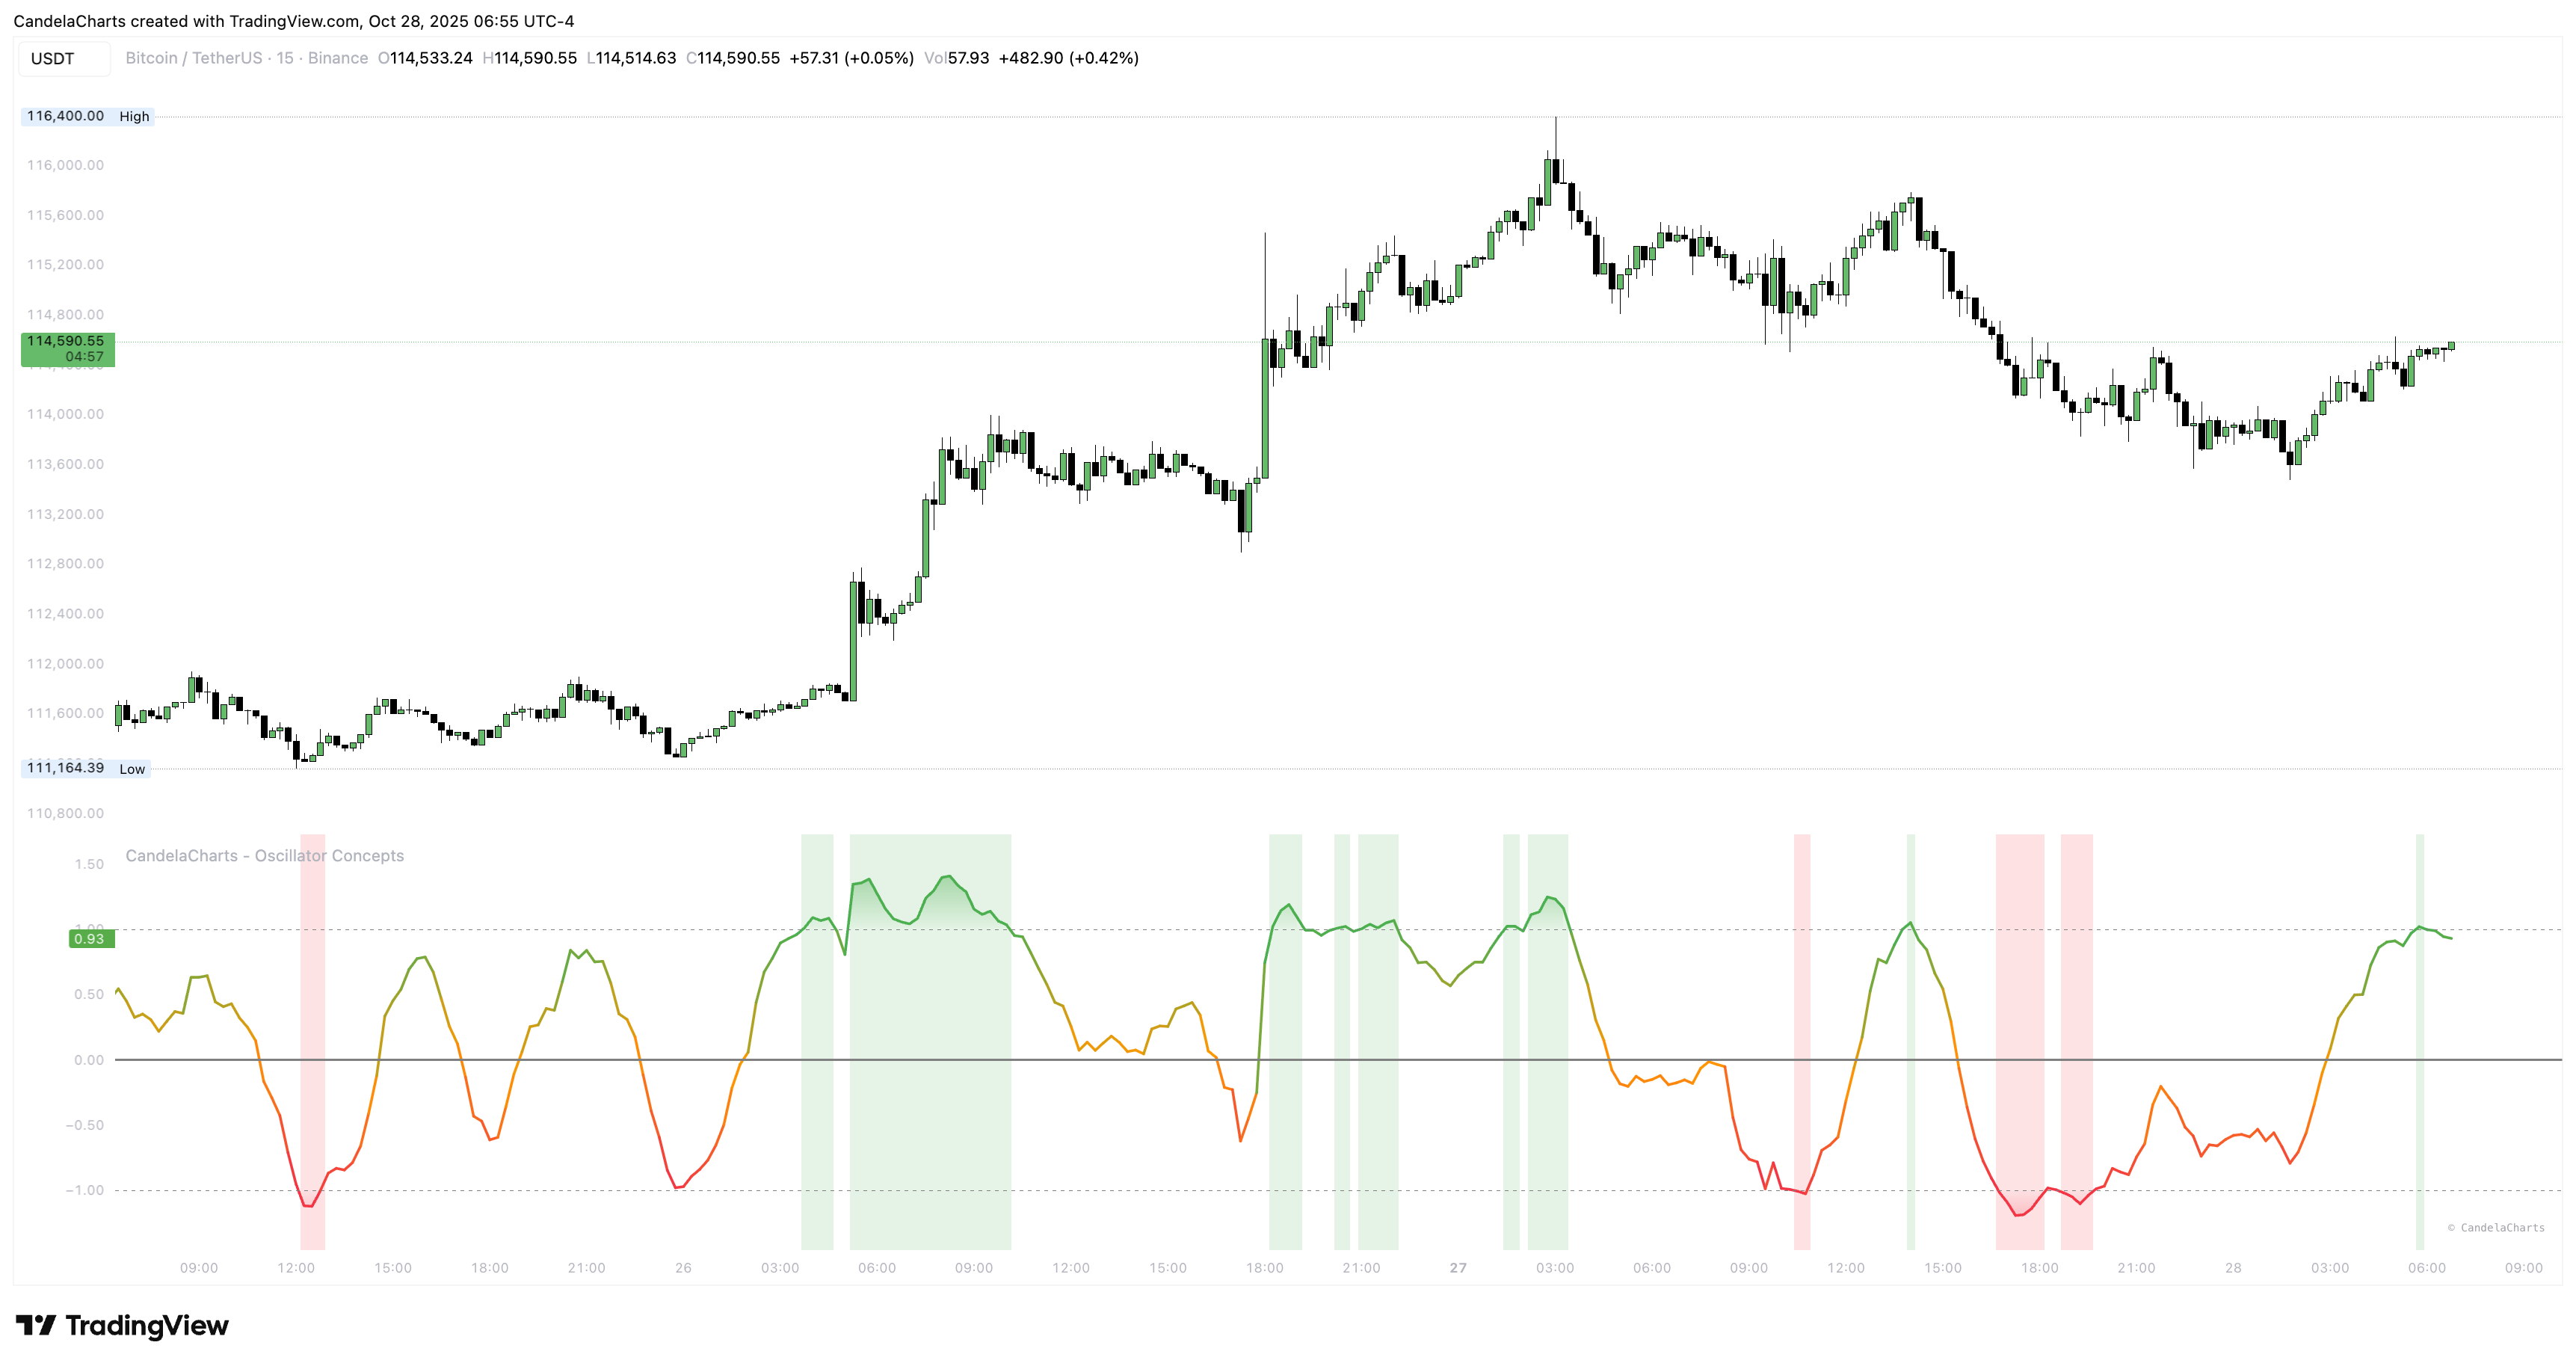 CandelaCharts created with TradingView.com, Oct 28, 2025 06:55 UTC-4
USDT Bitcoin / TetherUS · 15 · Binance O114,533.24 H114,590.55 L114,514.63 C114,590.55 +57.31 (+0.05%) Vol57.93 +482.90 (+0.42%)
116,400.00 High
116,000.00
115,600.00
115,200.00
114,800.00
114,590.55
04:57
114,000.00
113,600.00
113,200.00
112,800.00
112,400.00
112,000.00
111,600.00
111,164.39 Low
110,800.00
CandelaCharts - Oscillator Concepts
1.50
1.00
0.93
0.50
0.00
−0.50
−1.00
© CandelaCharts
09:00 12:00 15:00 18:00 21:00 26 03:00 06:00 09:00 12:00 15:00 18:00 21:00 27 03:00 06:00 09:00 12:00 15:00 18:00 21:00 28 03:00 06:00 09:00
TradingView